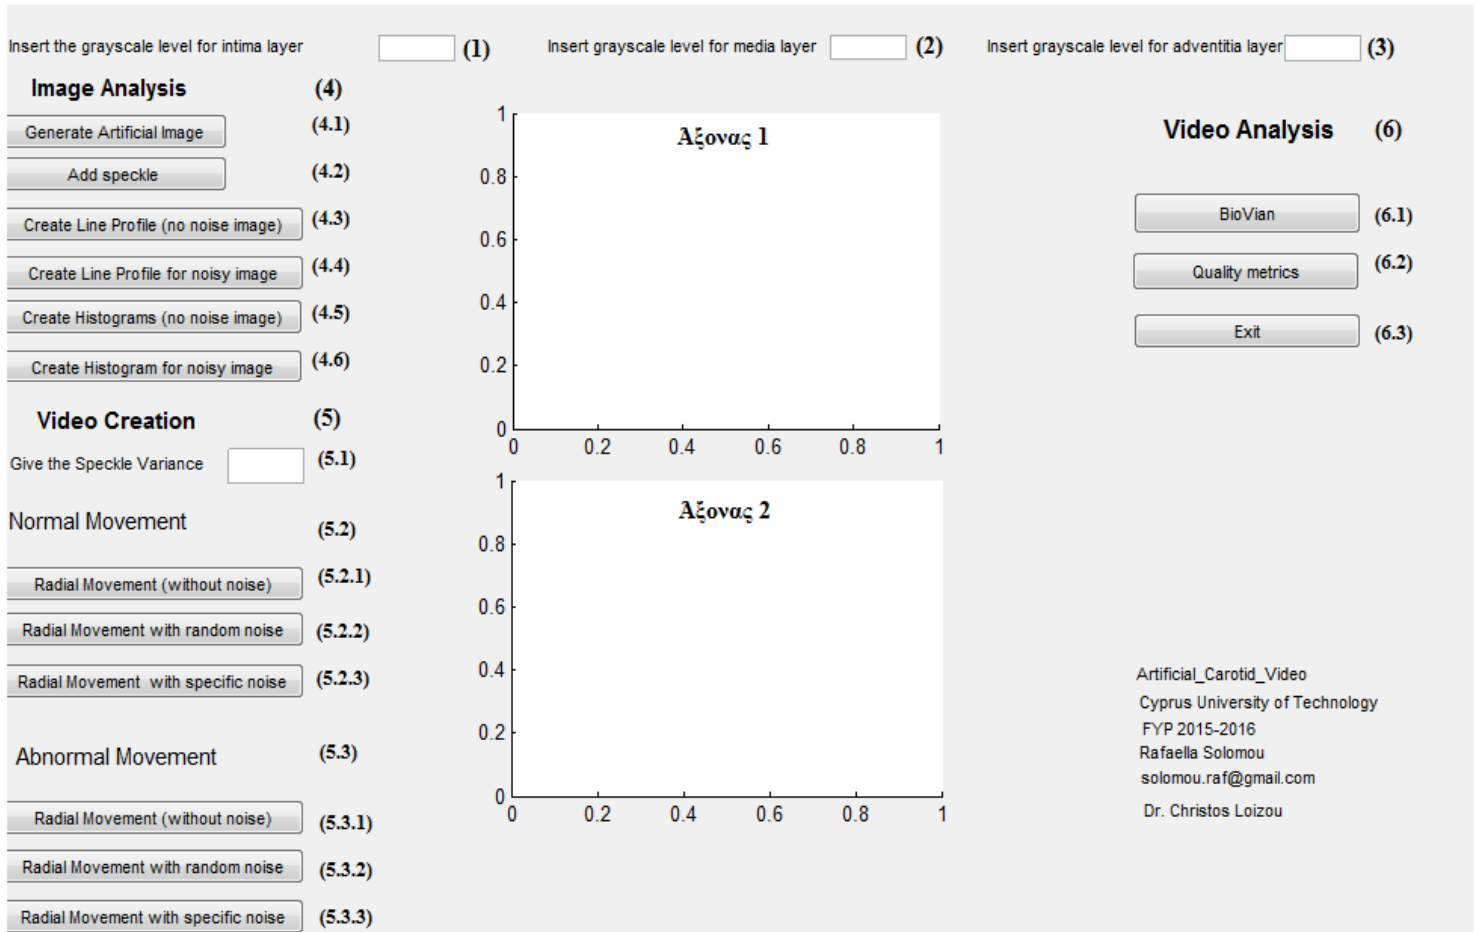 Insert the grayscale level for intima layer (1) Insert grayscale level for media layer (2) Insert grayscale level for adventitia layer (3)
Image Analysis (4)
Generate Artificial Image (4.1)
Add speckle (4.2)
Create Line Profile (no noise image) (4.3)
Create Line Profile for noisy image (4.4)
Create Histograms (no noise image) (4.5)
Create Histogram for noisy image (4.6)
Video Creation (5)
Give the Speckle Variance (5.1)
Normal Movement (5.2)
Radial Movement (without noise) (5.2.1)
Radial Movement with random noise (5.2.2)
Radial Movement with specific noise (5.2.3)
Abnormal Movement (5.3)
Radial Movement (without noise) (5.3.1)
Radial Movement with random noise (5.3.2)
Radial Movement with specific noise (5.3.3)
Άξονας 1
1
0.8
0.6
0.4
0.2
0
0 0.2 0.4 0.6 0.8 1
Άξονας 2
1
0.8
0.6
0.4
0.2
0
0 0.2 0.4 0.6 0.8 1
Video Analysis (6)
BioVian (6.1)
Quality metrics (6.2)
Exit (6.3)
Artificial_Carotid_Video
Cyprus University of Technology
FYP 2015-2016
Rafaella Solomou
solomou.raf@gmail.com
Dr. Christos Loizou